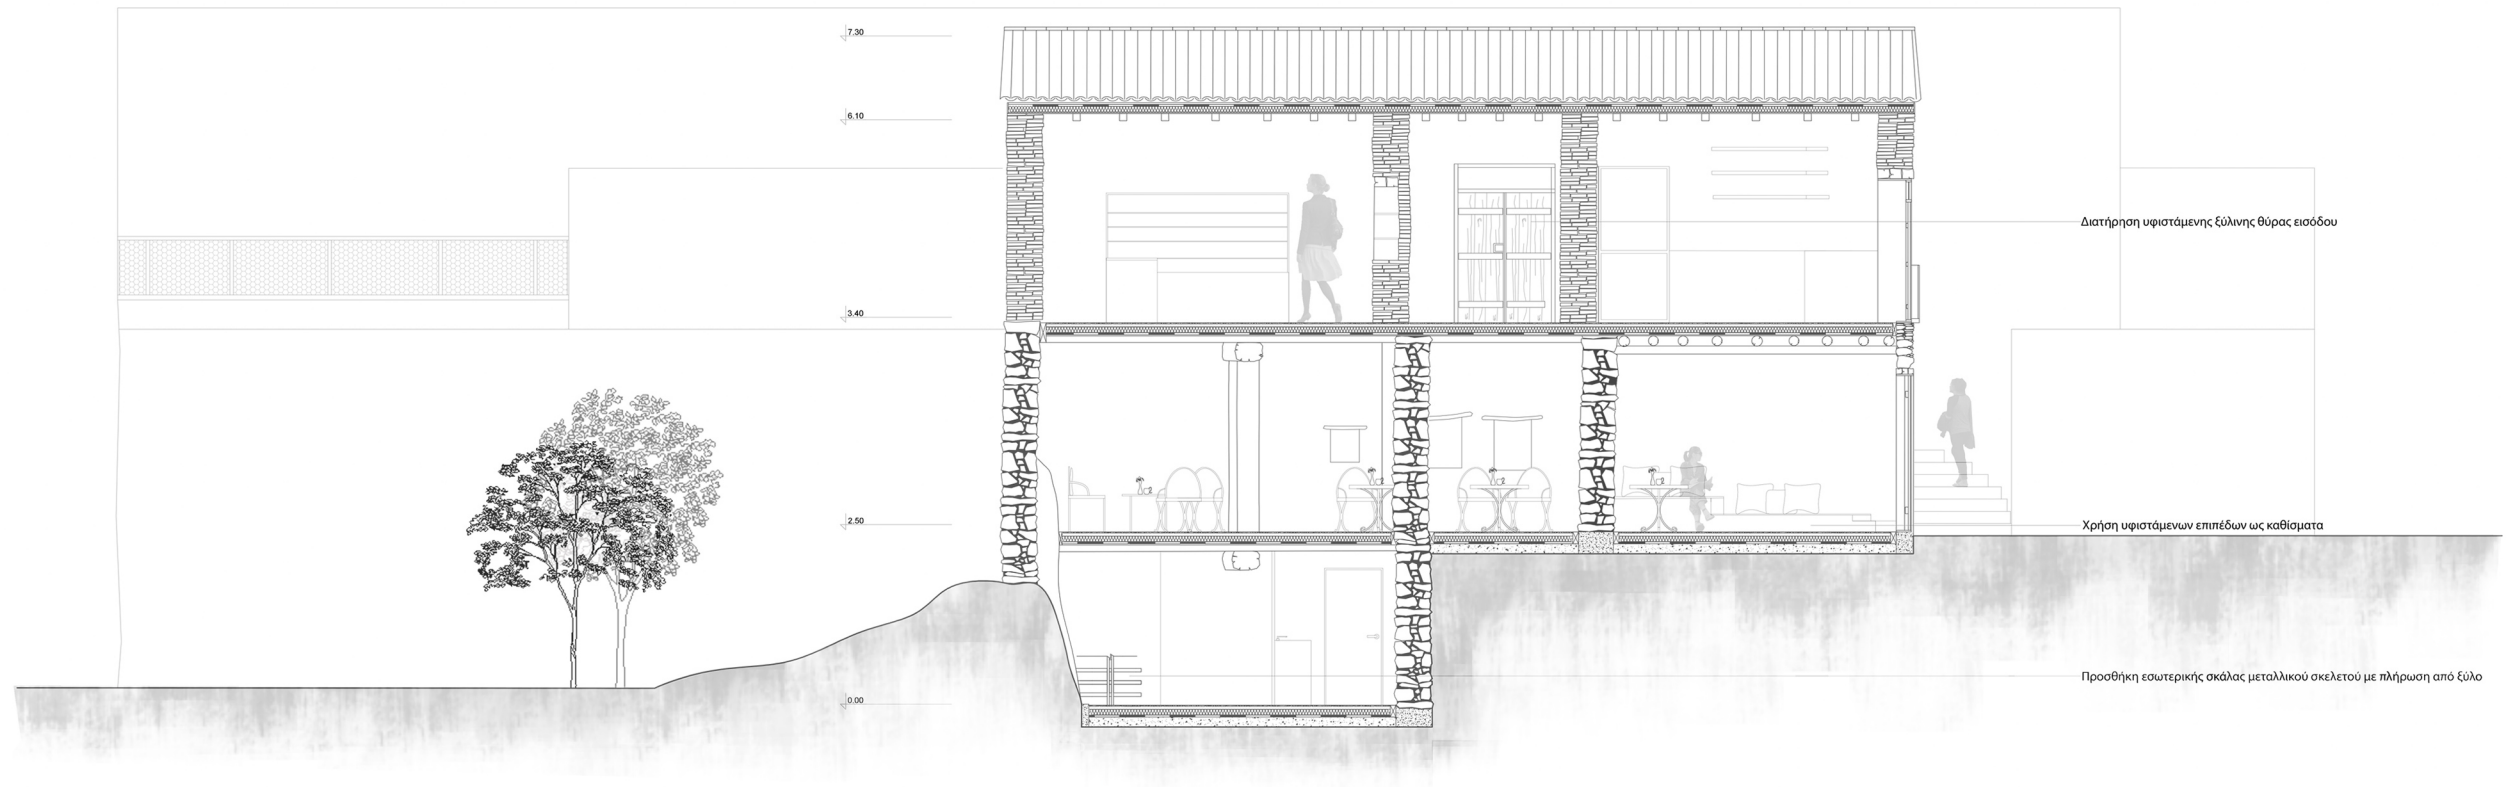 7.30
6.10
Διατήρηση υφιστάμενης ξύλινης θύρας εισόδου
3.40
2.50
Χρήση υφιστάμενων επιπέδων ως καθίσματα
Προσθήκη εσωτερικής σκάλας μεταλλικού σκελετού με πλήρωση από ξύλο
0.00